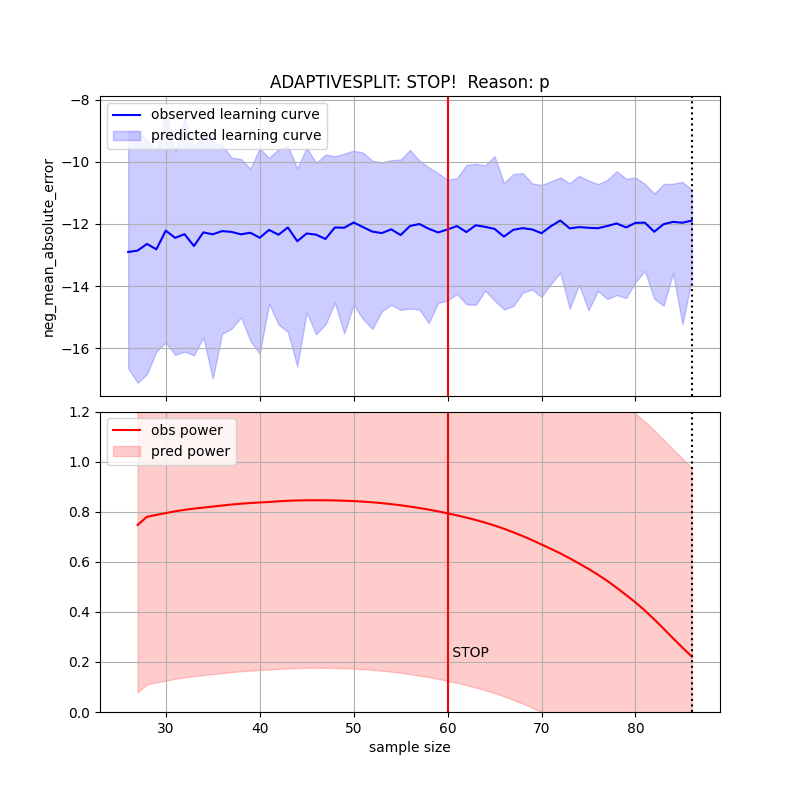 ADAPTIVESPLIT: STOP!  Reason: p
neg_mean_absolute_error
−8
−10
−12
−14
−16
observed learning curve
predicted learning curve
1.2
1.0
0.8
0.6
0.4
0.2
0.0
obs power
pred power
STOP
30 40 50 60 70 80
sample size